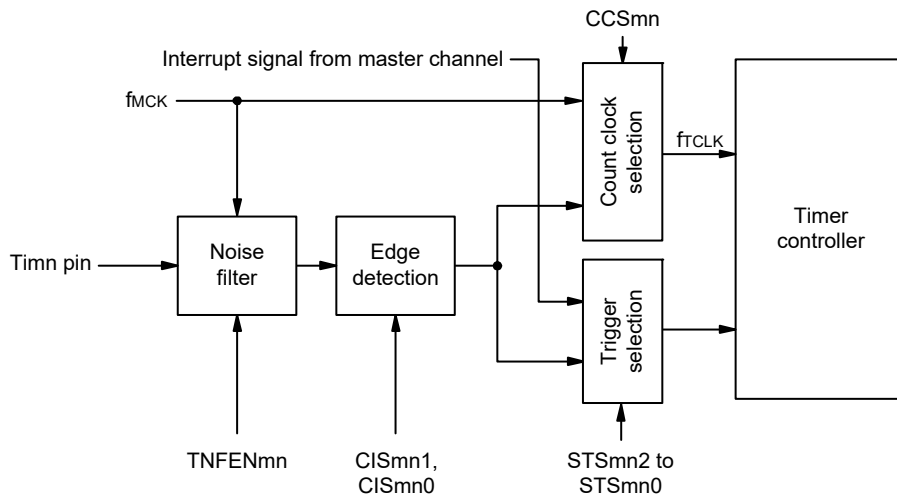 CCSmn
Interrupt signal from master channel
fMCK
Count clock
selection
fTCLK
Timer
controller
Timn pin
Noise
filter
Edge
detection
Trigger
selection
TNFENmn
CISmn1,
CISmn0
STSmn2 to
STSmn0